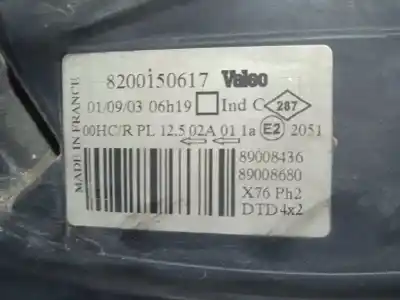 MADE IN FRANCE
8200150617 Valeo
01/09/03 06h19 Ind C 287
00HC/R PL 12.5 02A 01 1a E2 2051
89008436
89008680
X76 Ph2
DTD 4x2